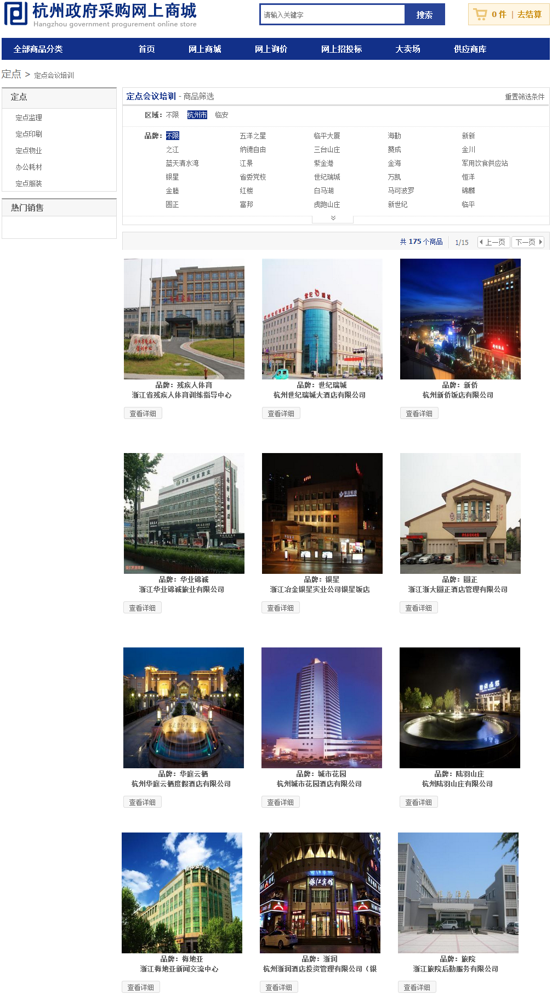 杭州政府采购网上商城
Hangzhou government progurement online store
请输入关键字
搜索
0 件 | 去结算
全部商品分类 首页 网上商城 网上询价 网上招投标 大卖场 供应商库
定点 > 定点会议培训
定点
定点监理
定点印刷
定点物业
办公耗材
定点服装
热门销售
定点会议培训 - 商品筛选 重置筛选条件
区域： 不限 杭州市 临安
品牌： 不限 五洋之星 临平大厦 海勤 新新
之江 纳德自由 三台山庄 赞成 金川
蓝天清水湾 江景 紫金港 金海 军用饮食供应站
银星 省委党校 世纪瑞城 万凯 恒洋
金塍 红楼 白马湖 马可波罗 锦麟
圆正 富邦 虎跑山庄 新世纪 临平
共 175 个商品 1/15 上一页 下一页
世纪瑞城
杭州世纪瑞城酒店
品牌：残疾人体育 品牌：世纪瑞城 品牌：新侨
浙江省残疾人体育训练指导中心 杭州世纪瑞城大酒店有限公司 杭州新侨饭店有限公司
查看详细 查看详细 查看详细
华业·锦诚旅业
品牌：华业锦诚 品牌：银星 品牌：圆正
浙江华业锦诚旅业有限公司 浙江冶金银星实业公司银星饭店 浙江浙大圆正酒店管理有限公司
查看详细 查看详细 查看详细
品牌：华庭云栖 品牌：城市花园 品牌：陆羽山庄
杭州华庭云栖度假酒店有限公司 杭州城市花园酒店有限公司 杭州陆羽山庄有限公司
查看详细 查看详细 查看详细
银江宾馆
品牌：梅地亚 品牌：浙润 品牌：旅院
浙江梅地亚新闻交流中心 杭州浙润酒店投资管理有限公司（银 浙江旅院后勤服务有限公司
查看详细 查看详细 查看详细